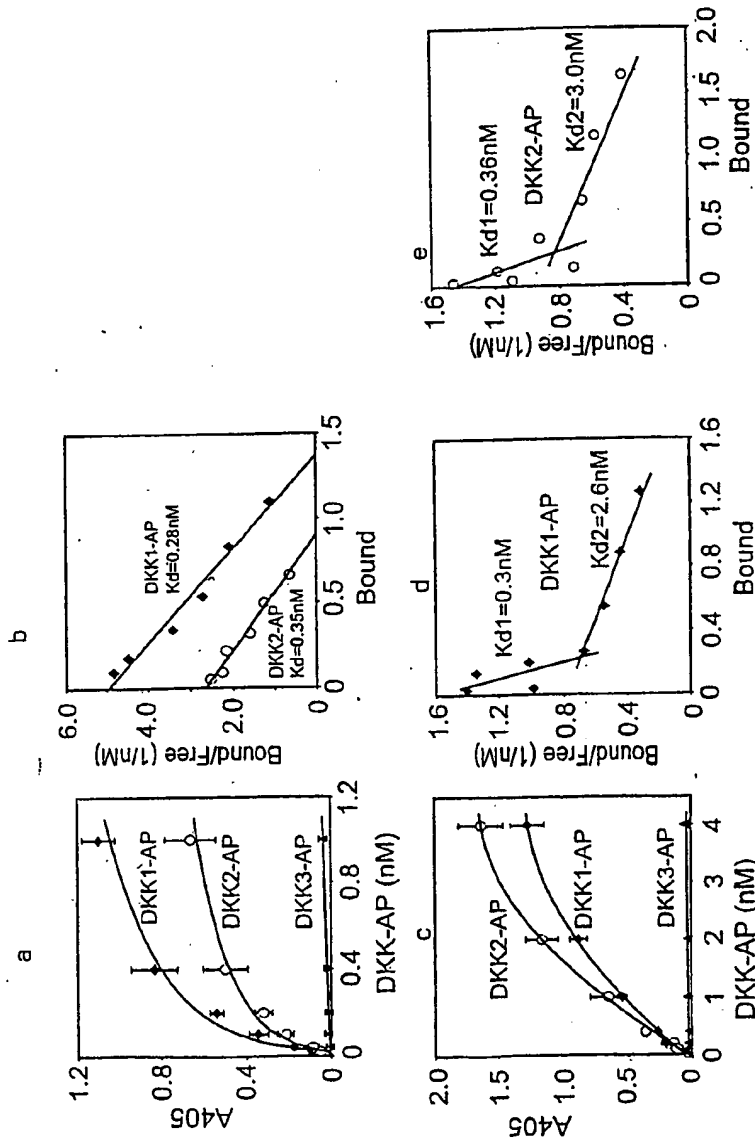 a
A405
1.2
0.8
0.4
0
DKK1-AP
DKK2-AP
DKK3-AP
0
0.4
0.8
1.2
DKK-AP (nM)
b
Bound/Free (1/nM)
6.0
4.0
2.0
0
DKK1-AP
Kd=0.28nM
DKK2-AP
Kd=0.35nM
0
0.5
1.0
1.5
Bound
c
A405
2.0
1.5
1.0
0.5
0
DKK2-AP
DKK1-AP
DKK3-AP
0
1
2
3
4
DKK-AP (nM)
d
Bound/Free (1/nM)
1.6
1.2
0.8
0.4
0
Kd1=0.3nM
DKK1-AP
Kd2=2.6nM
0
0.4
0.8
1.2
1.6
Bound
e
Bound/Free (1/nM)
1.6
1.2
0.8
0.4
0
Kd1=0.36nM
DKK2-AP
Kd2=3.0nM
0
0.5
1.0
1.5
2.0
Bound